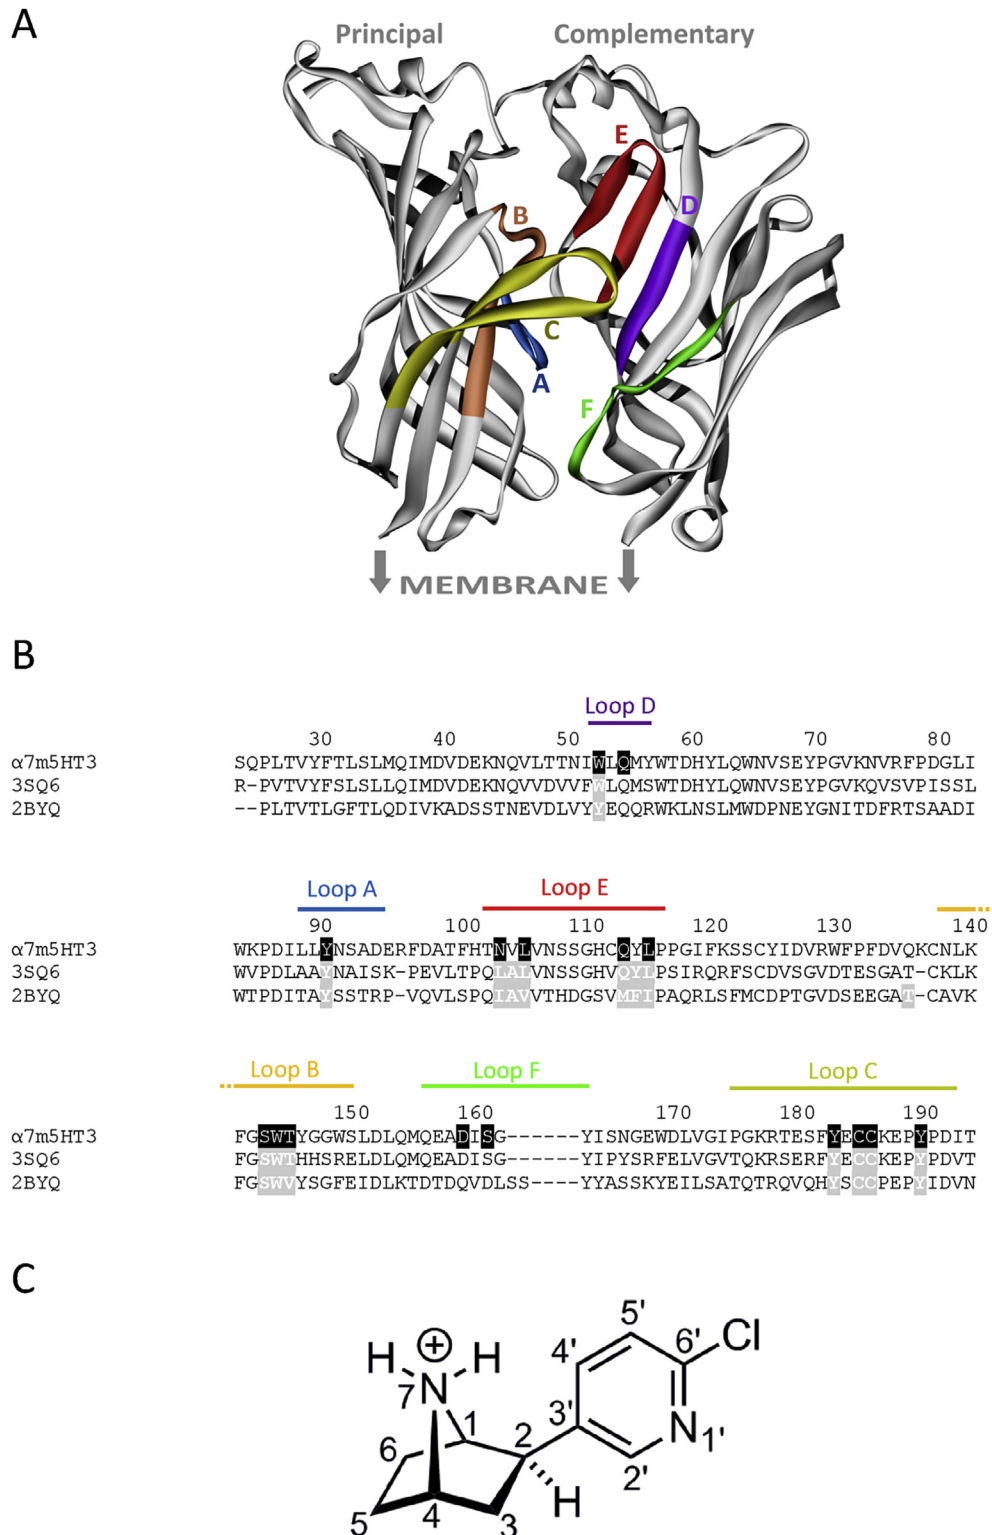 A
Principal Complementary
E
D
B
C
A
F
MEMBRANE
B
Loop D
30 40 50 60 70 80
α7m5HT3 SQPLTVYFTLSLMQIMDVDEKNQVLTTNIWLQMYWTDHYLQWNVSEYPGVKNVRFPDGLI
3SQ6 R-PVTVYFSLSLLQIMDVDEKNQVVDVVFWLQMSWTDHYLQWNVSEYPGVKQVSVPISSL
2BYQ --PLTVTLGFTLQDIVKADSSTNEVDLVYYEQQRWKLNSLMWDPNEYGNITDFRTSAADI
Loop A Loop E
90 100 110 120 130 140
α7m5HT3 WKPDILLYNSADERFDATFHTNVLVNSSGHCQYLPPGIFKSSCYIDVRWFPFDVQKCNLK
3SQ6 WVPDLAAYNAISK-PEVLTPQLALVNSSGHVQYLPSIRQRFSCDVSGVDTESGAT-CKLK
2BYQ WTPDITAYSSTRP-VQVLSPQIAVVTHDGSVMFIPAQRLSFMCDPTGVDSEEGAT-CAVK
Loop B Loop F Loop C
150 160 170 180 190
α7m5HT3 FGSWTYGGWSLDLQMQEADISG------YISNGEWDLVGIPGKRTESFYECCKEPYPDIT
3SQ6 FGSWTHHSRELDLQMQEADISG------YIPYSRFELVGVTQKRSERFYECCKEPYPDVT
2BYQ FGSWVYSGFEIDLKTDTDQVDLSS----YYASSKYEILSATQTRQVQHYSCCPEPYIDVN
C
H ⊕ H
N
7
1
2
3
4
5
6
H
5'
4'
6'
Cl
3'
N 1'
2'